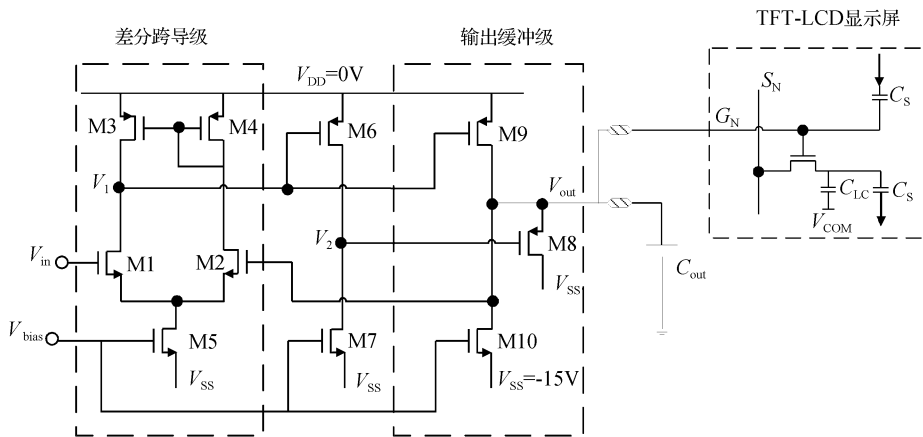 TFT-LCD显示屏
差分跨导级
输出缓冲级
V_DD=0V
S_N
C_S
G_N
M3
M4
M6
M9
V_1
V_out
C_LC
C_S
V_COM
V_2
M8
V_in
M1
M2
V_SS
C_out
V_bias
M5
M7
M10
V_SS
V_SS
V_SS=-15V